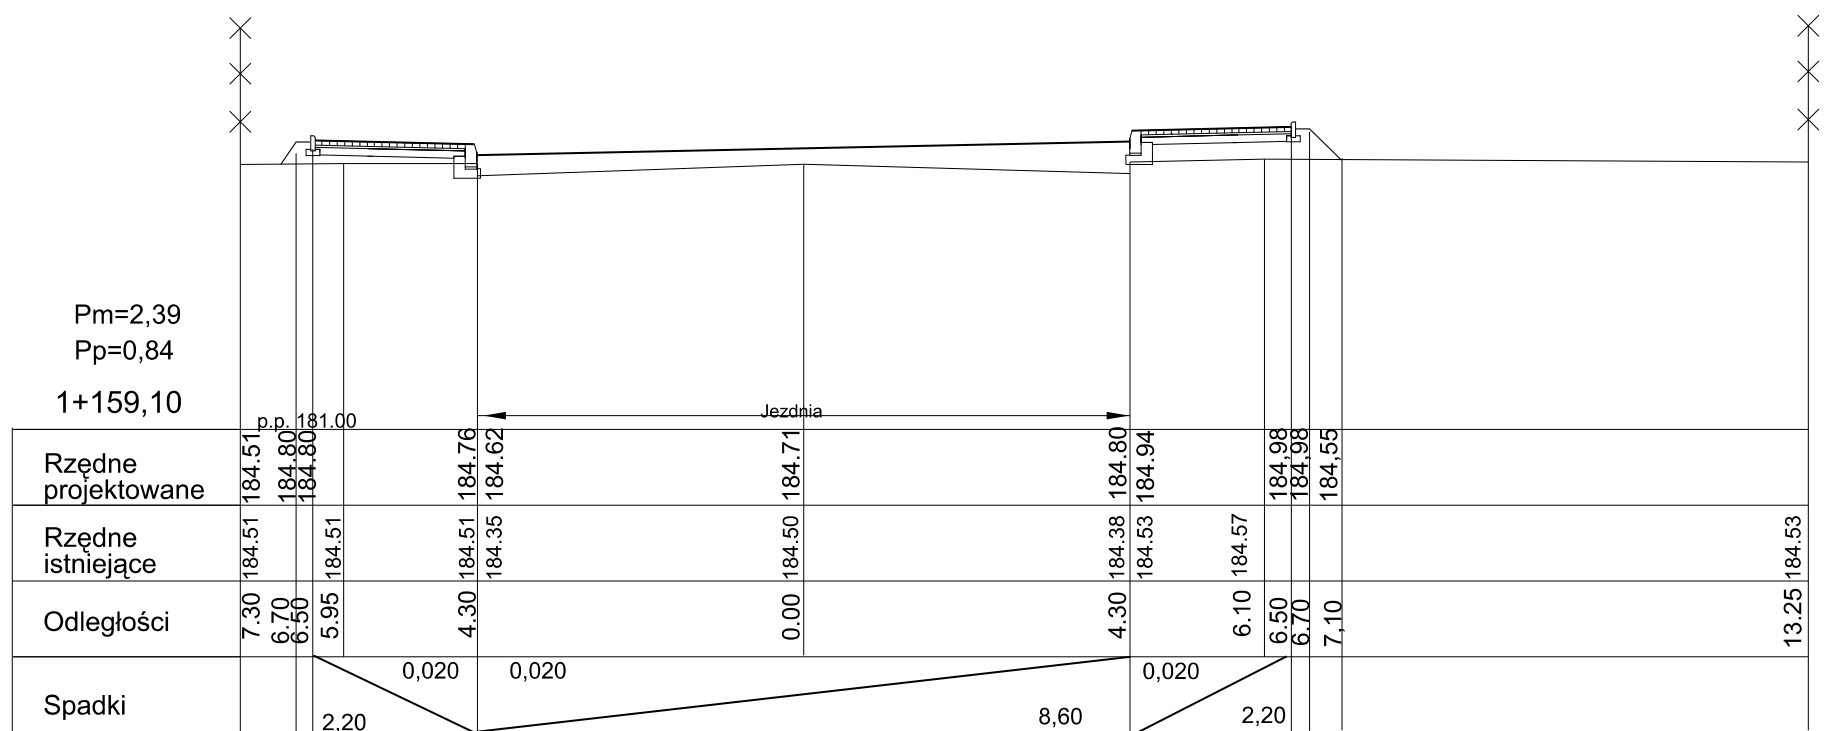 Pm=2,39
Pp=0,84
1+159,10
p.p. 181.00
Jezdnia
Rzędne
projektowane
184.51 184.80 184.80 184.76 184.62 184.71 184.80 184.94 184,98 184,98 184,55
Rzędne
istniejące
184.51 184.51 184.51 184.35 184.50 184.38 184.53 184.57 184.53
Odległości
7.30 6.70 6.50 5.95 4.30 0.00 4.30 6.10 6.50 6.70 7,10 13.25
Spadki
0,020 0,020 0,020
2,20 8,60 2,20